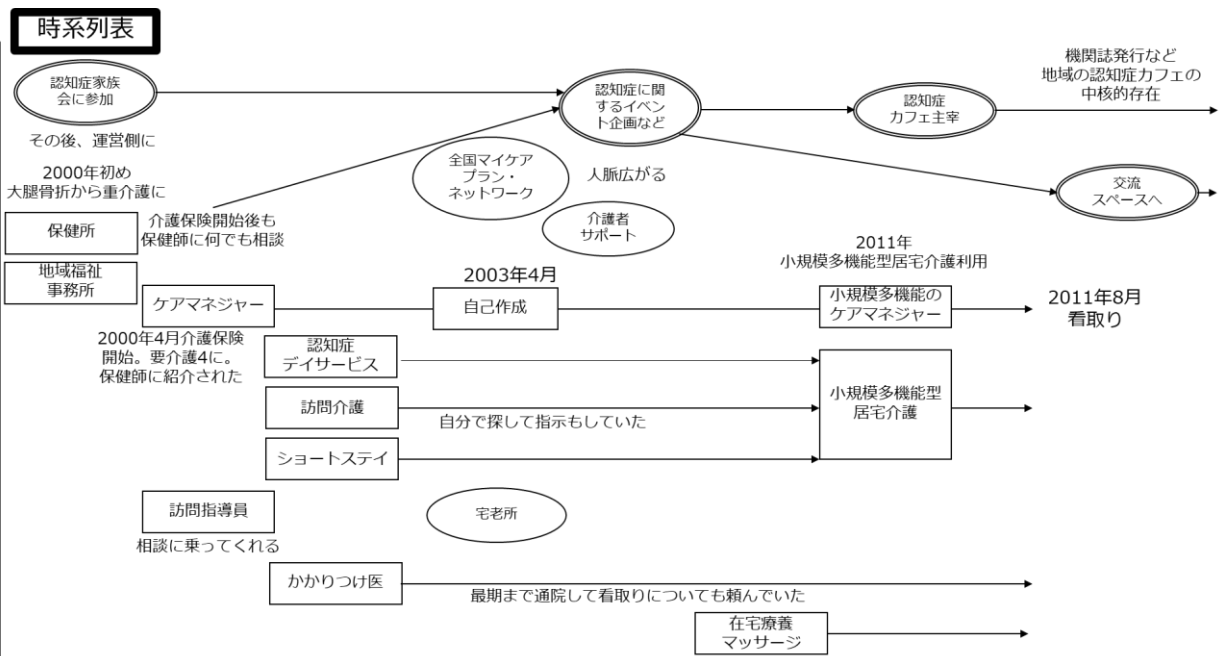 時系列表
認知症家族
会に参加
その後、運営側に
認知症に関
するイベン
ト企画など
認知症
カフェ主宰
機関誌発行など
地域の認知症カフェの
中核的存在
全国マイケア
プラン・
ネットワーク
人脈広がる
介護者
サポート
交流
スペースへ
2000年初め
大腿骨折から重介護に
保健所
介護保険開始後も
保健師に何でも相談
地域福祉
事務所
ケアマネジャー
2003年4月
自己作成
2011年
小規模多機能型居宅介護利用
小規模多機能の
ケアマネジャー
2011年8月
看取り
2000年4月介護保険
開始。要介護4に。
保健師に紹介された
認知症
デイサービス
訪問介護
自分で探して指示もしていた
ショートステイ
小規模多機能型
居宅介護
訪問指導員
相談に乗ってくれる
宅老所
かかりつけ医
最期まで通院して看取りについても頼んでいた
在宅療養
マッサージ